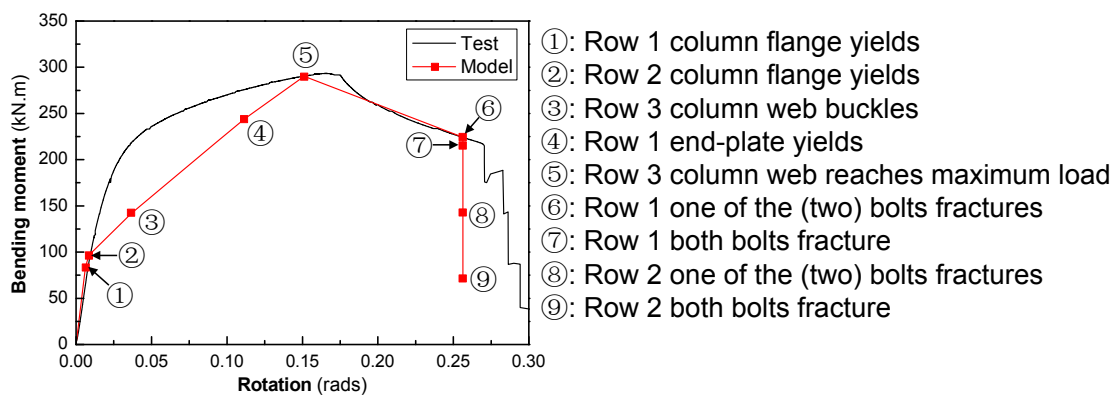 350
300
250
200
150
100
50
0
Bending moment (kN.m)
0.00 0.05 0.10 0.15 0.20 0.25 0.30
Rotation (rads)
Test
Model
①
②
③
④
⑤
⑥
⑦
⑧
⑨
①: Row 1 column flange yields
②: Row 2 column flange yields
③: Row 3 column web buckles
④: Row 1 end-plate yields
⑤: Row 3 column web reaches maximum load
⑥: Row 1 one of the (two) bolts fractures
⑦: Row 1 both bolts fracture
⑧: Row 2 one of the (two) bolts fractures
⑨: Row 2 both bolts fracture